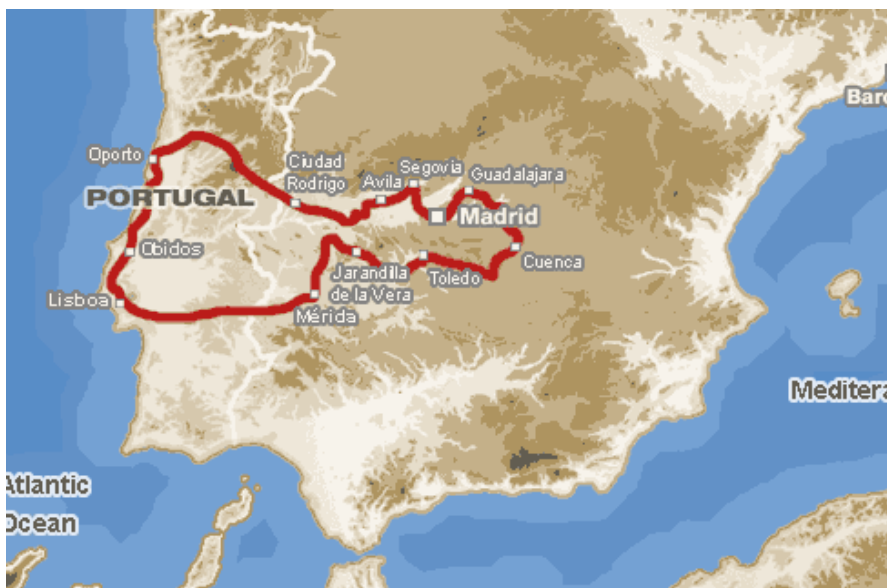 Barc
Oporto
Ciudad
Rodrigo
Avila
Segovia
Guadalajara
PORTUGAL
Madrid
Obidos
Jarandilla
de la Vera
Toledo
Cuenca
Lisboa
Mérida
Meditera
Atlantic
Ocean